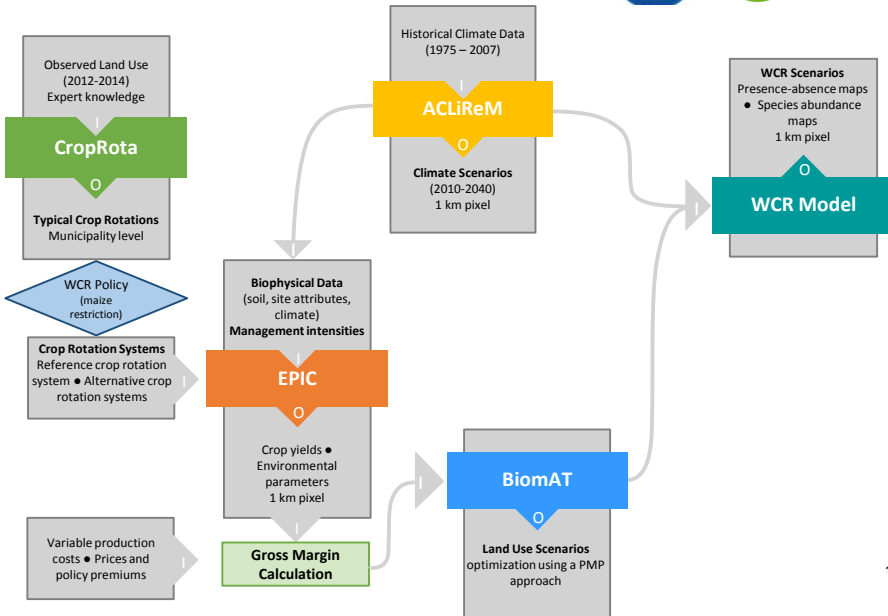 Observed Land Use
(2012-2014)
Expert knowledge
I
CropRota
O
Typical Crop Rotations
Municipality level
WCR Policy
(maize
restriction)
Crop Rotation Systems
Reference crop rotation
system ● Alternative crop
rotation systems
I
Variable production
costs ● Prices and
policy premiums
I
Historical Climate Data
(1975 – 2007)
I
ACLiReM
O
Climate Scenarios
(2010-2040)
1 km pixel
I
Biophysical Data
(soil, site attributes,
climate)
Management intensities
I
EPIC
O
Crop yields ●
Environmental
parameters
1 km pixel
I
Gross Margin
Calculation
I
BiomAT
O
Land Use Scenarios
optimization using a PMP
approach
I
WCR Scenarios
Presence-absence maps
● Species abundance
maps
1 km pixel
O
WCR Model